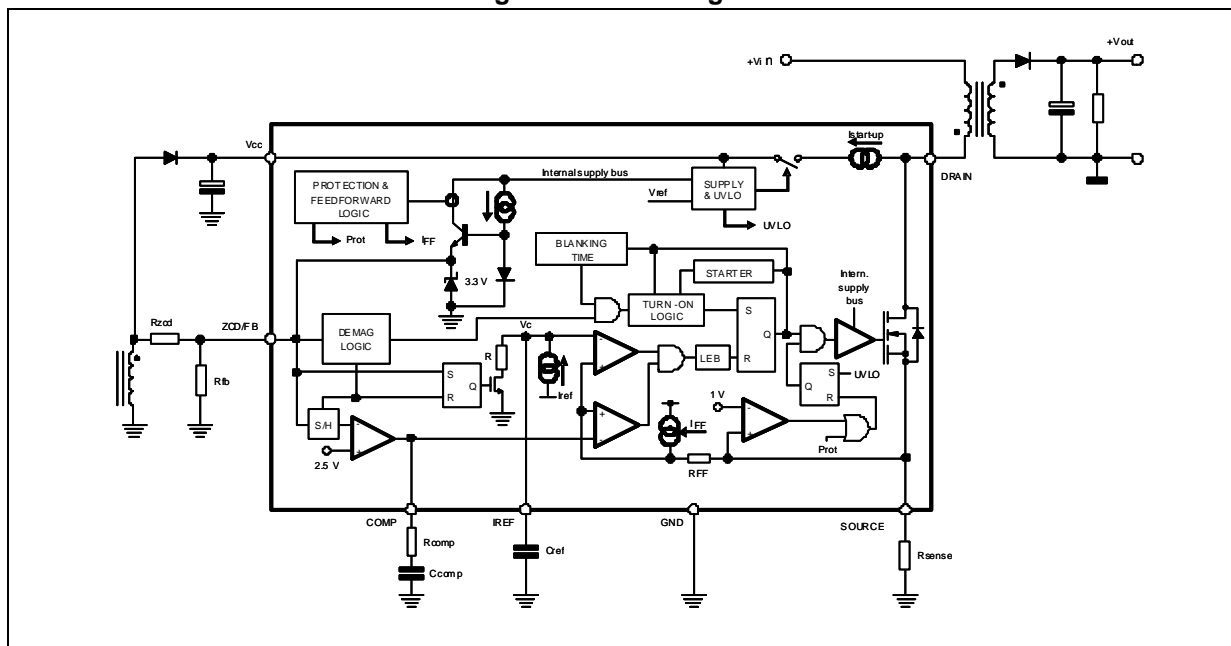 +Vin
+Vout
Vcc
Istart-up
DRAIN
Internal supply bus
PROTECTION &
FEEDFORWARD
LOGIC
SUPPLY
& UVLO
Vref
Prot
IFF
UVLO
BLANKING
TIME
STARTER
3.3 V
Intern.
supply
bus
TURN-ON
LOGIC
Rzcd
ZCD/FB
DEMAG
LOGIC
Vc
S
Q
R
LEB
R
-
+
Rfb
S
Q
R
Iref
S
Q
R
UVLO
S/H
-
+
2.5 V
+
-
IFF
1 V
-
+
Prot
RFF
COMP
IREF
GND
SOURCE
Rcomp
Cref
Rsense
Ccomp